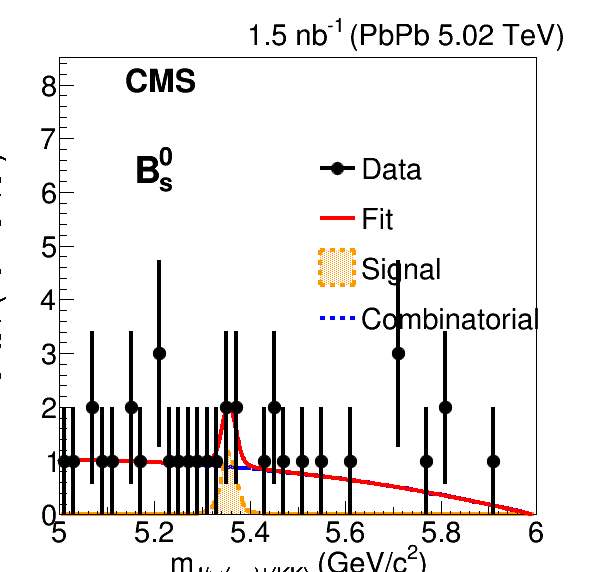 1.5 nb-1 (PbPb 5.02 TeV)
CMS
B0s
Data
Fit
Signal
Combinatorial
8
7
6
5
4
3
2
1
0
5 5.2 5.4 5.6 5.8 6
m (GeV/c2)